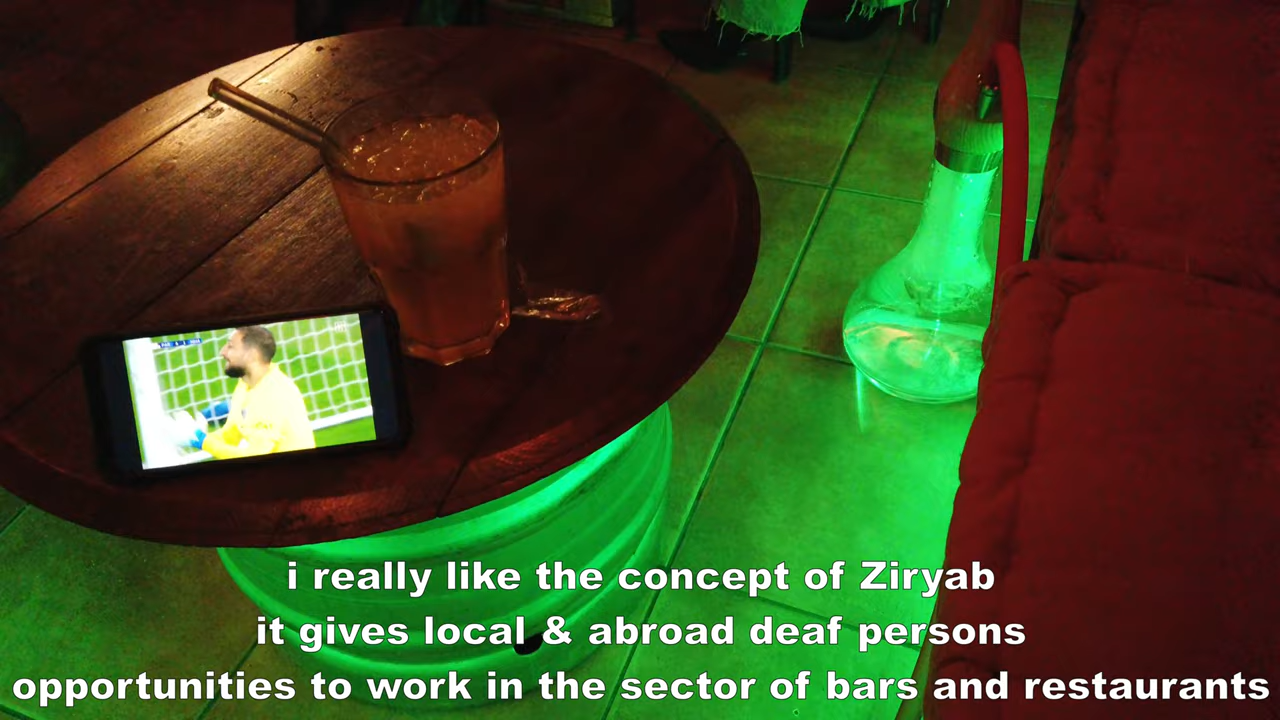 i really like the concept of Ziryab
it gives local & abroad deaf persons
opportunities to work in the sector of bars and restaurants